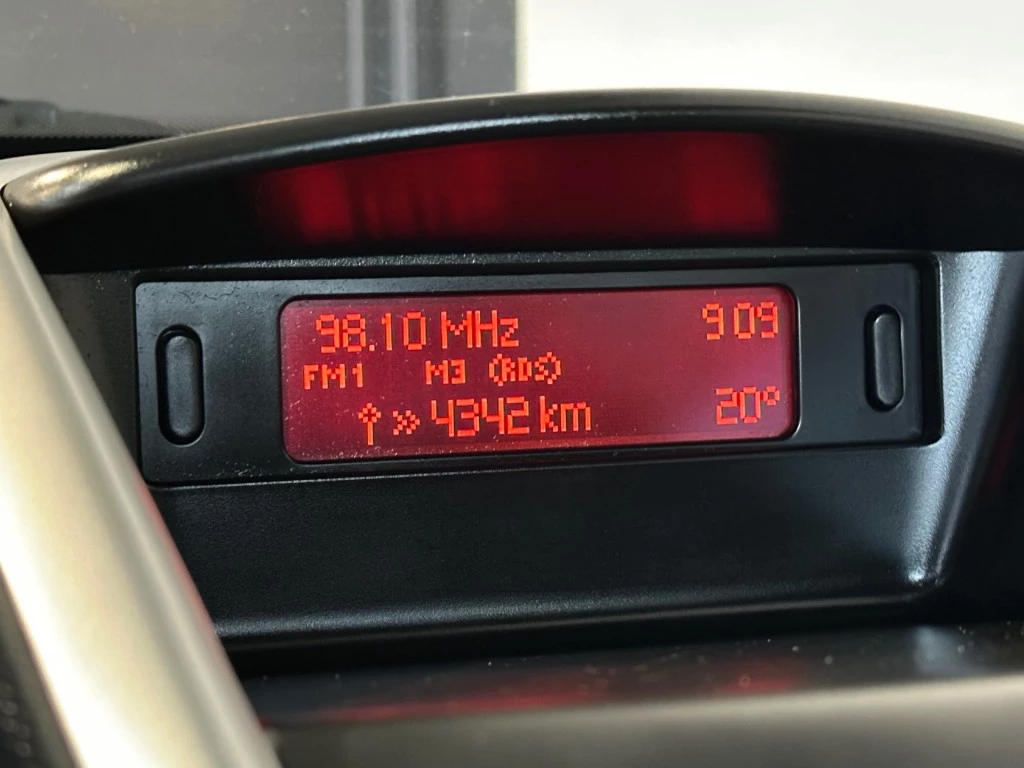 98.10 MHz 9 09
FM1 M3 (RDS)
↑ » 4342 km 20°